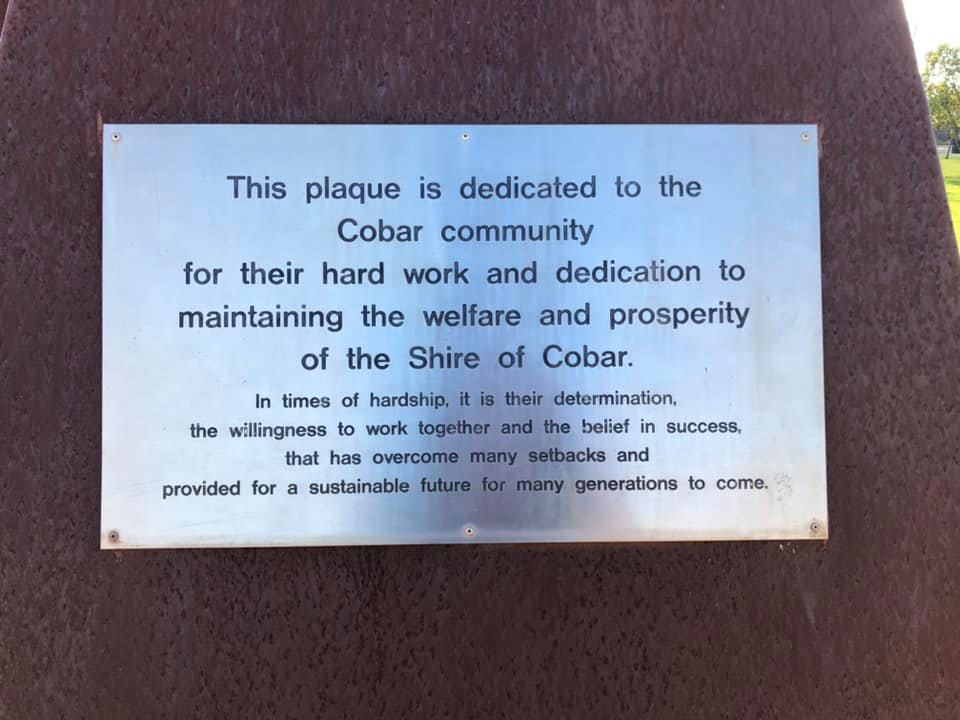 This plaque is dedicated to the
Cobar community
for their hard work and dedication to
maintaining the welfare and prosperity
of the Shire of Cobar.
In times of hardship, it is their determination,
the willingness to work together and the belief in success,
that has overcome many setbacks and
provided for a sustainable future for many generations to come.